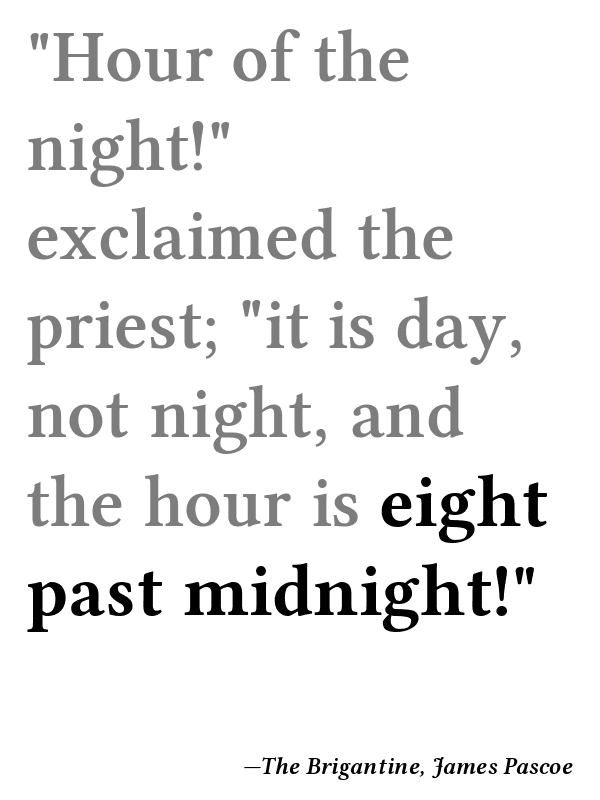 "Hour of the
night!"
exclaimed the
priest; "it is day,
not night, and
the hour is eight
past midnight!"
—The Brigantine, James Pascoe